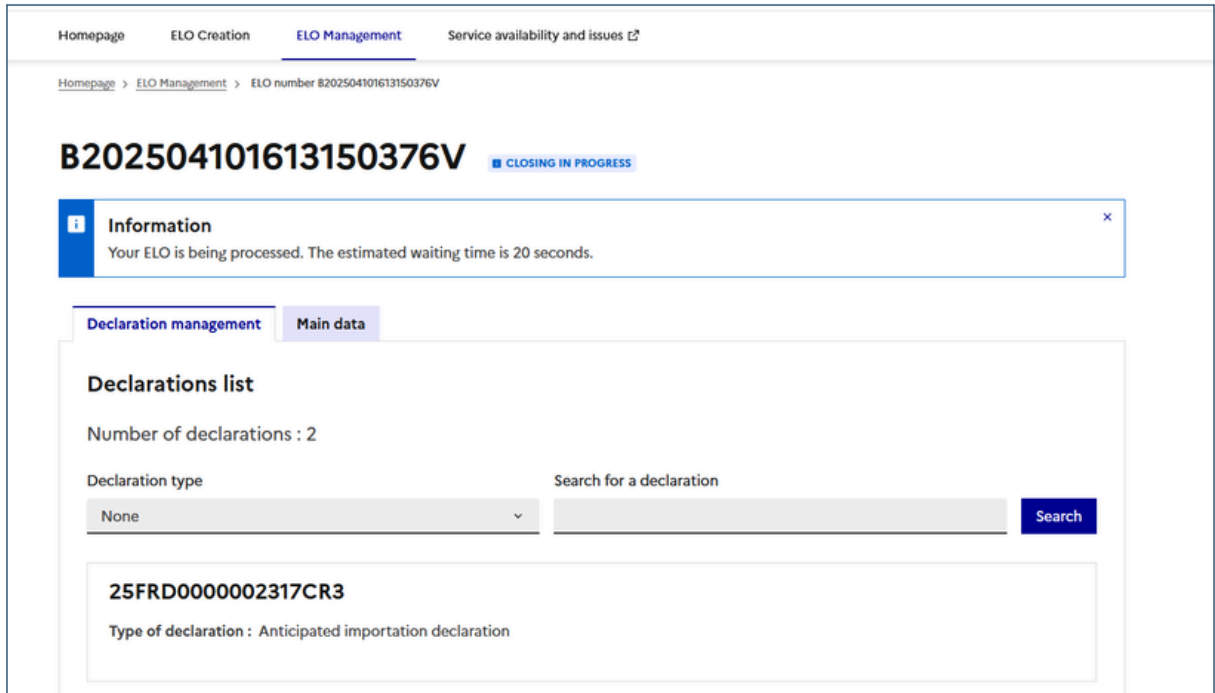 Homepage ELO Creation ELO Management Service availability and issues
Homepage > ELO Management > ELO number B202504101613150376V
B202504101613150376V CLOSING IN PROGRESS
Information
Your ELO is being processed. The estimated waiting time is 20 seconds.
Declaration management Main data
Declarations list
Number of declarations : 2
Declaration type Search for a declaration
None Search
25FRD0000002317CR3
Type of declaration : Anticipated importation declaration